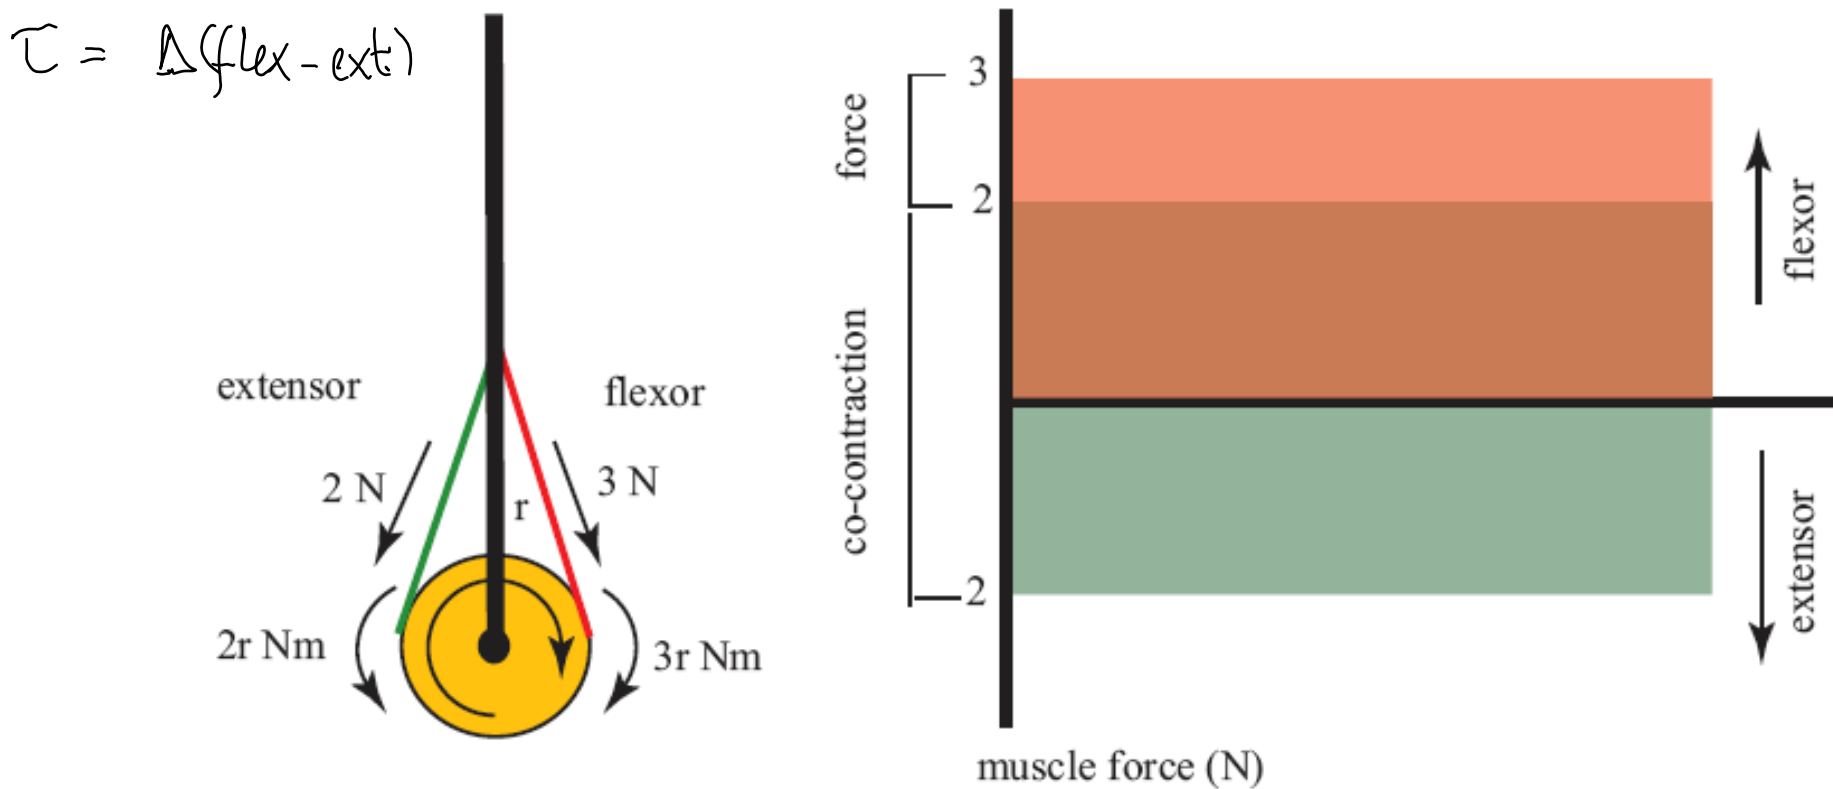 τ = Δ(flex - ext)
extensor
flexor
2 N
3 N
r
2r Nm
3r Nm
force
co-contraction
3
2
2
flexor
extensor
muscle force (N)